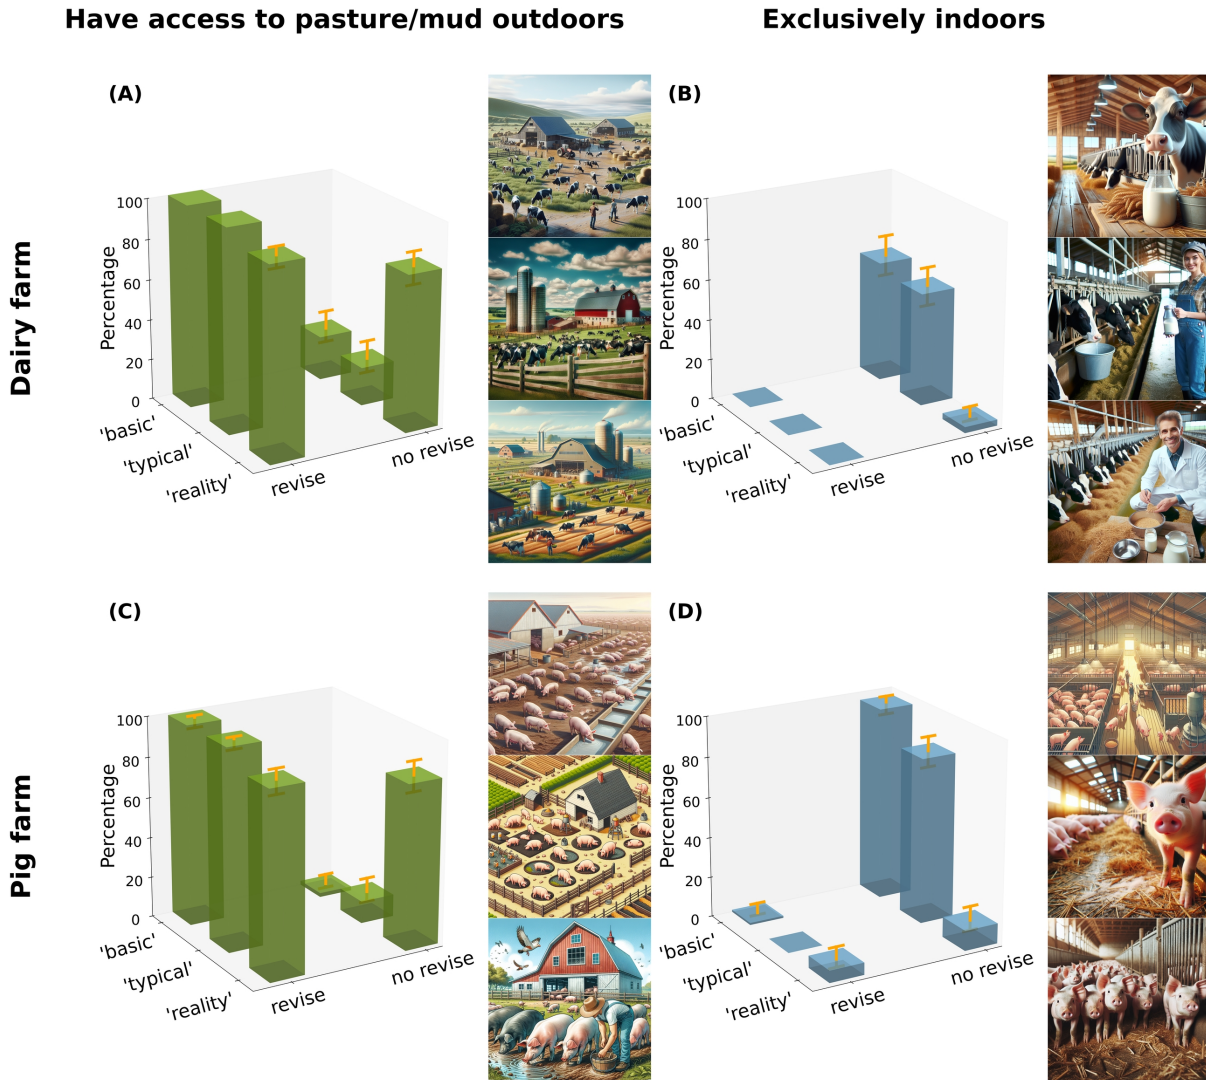 Have access to pasture/mud outdoors
Exclusively indoors
Dairy farm
(A)
Percentage
100
80
60
40
20
0
'basic'
'typical'
'reality'
revise
no revise
(B)
Percentage
100
80
60
40
20
0
'basic'
'typical'
'reality'
revise
no revise
Pig farm
(C)
Percentage
100
80
60
40
20
0
'basic'
'typical'
'reality'
revise
no revise
(D)
Percentage
100
80
60
40
20
0
'basic'
'typical'
'reality'
revise
no revise